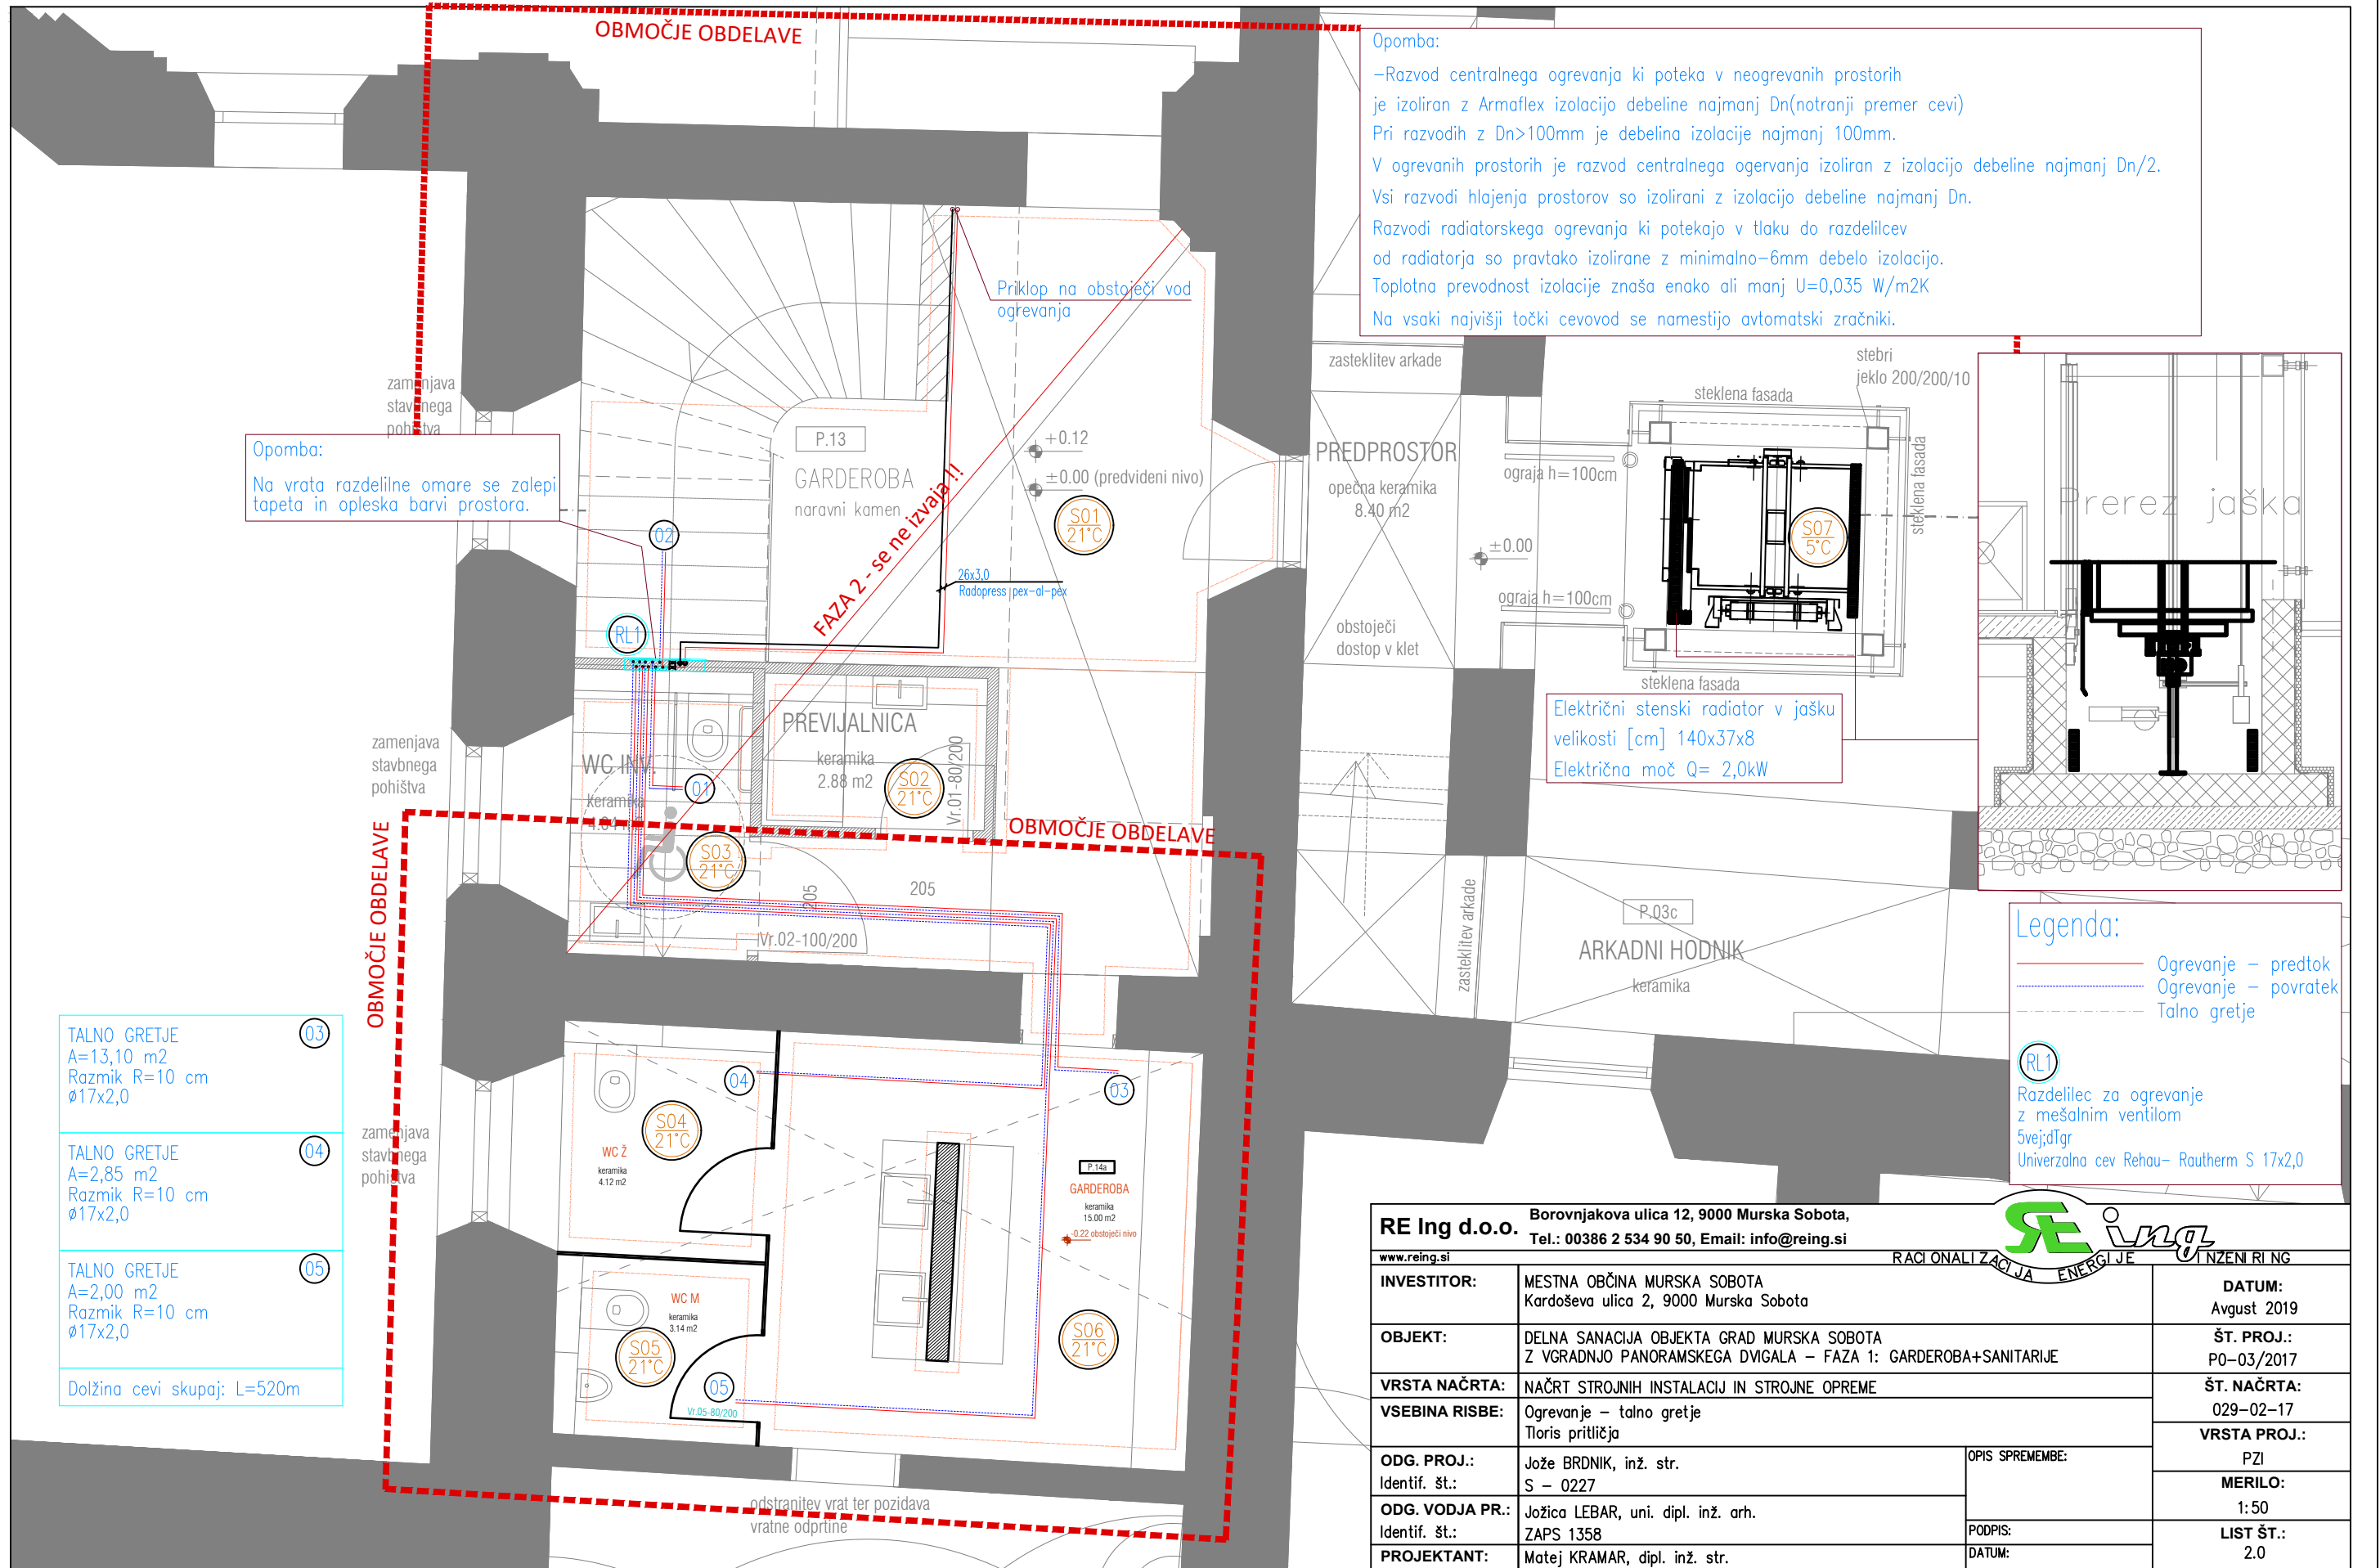 OBMOČJE OBDELAVE
Opomba:
-Razvod centralnega ogrevanja ki poteka v neogrevanih prostorih
je izoliran z Armaflex izolacijo debeline najmanj Dn(notranji premer cevi)
Pri razvodih z Dn>100mm je debelina izolacije najmanj 100mm.
V ogrevanih prostorih je razvod centralnega ogervanja izoliran z izolacijo debeline najmanj Dn/2.
Vsi razvodi hlajenja prostorov so izolirani z izolacijo debeline najmanj Dn.
Razvodi radiatorskega ogrevanja ki potekajo v tlaku do razdelilcev
od radiatorja so pravtako izolirane z minimalno-6mm debelo izolacijo.
Toplotna prevodnost izolacije znaša enako ali manj U=0,035 W/m2K
Na vsaki najvišji točki cevovod se namestijo avtomatski zračniki.
Priklop na obstoječi vod
ogrevanja
zamenjava
stavbnega
pohištva
Opomba:
Na vrata razdelilne omare se zalepi
tapeta in opleska barvi prostora.
P.13
GARDEROBA
naravni kamen
+0.12
±0.00 (predvideni nivo)
S01
21°C
FAZA 2 - se ne izvaja !!
26x3,0
Radopress pex-al-pex
02
RL1
zasteklitev arkade
PREDPROSTOR
opečna keramika
8.40 m2
±0.00
obstoječi
dostop v klet
ograja h=100cm
ograja h=100cm
stebri
jeklo 200/200/10
steklena fasada
steklena fasada
steklena fasada
S07
5°C
Prerez jaška
Električni stenski radiator v jašku
velikosti [cm] 140x37x8
Električna moč Q= 2,0kW
zamenjava
stavbnega
pohištva
WC INV.
keramika
01
PREVIJALNICA
keramika
2.88 m2
S02
21°C
Vr.01-80/200
OBMOČJE OBDELAVE
OBMOČJE OBDELAVE
S03
21°C
205
205
Vr.02-100/200
zasteklitev arkade
P.03c
ARKADNI HODNIK
keramika
Legenda:
Ogrevanje - predtok
Ogrevanje - povratek
Talno gretje
RL1
Razdelilec za ogrevanje
z mešalnim ventilom
5vej;dTgr
Univerzalna cev Rehau- Rautherm S 17x2,0
TALNO GRETJE 03
A=13,10 m2
Razmik R=10 cm
ø17x2,0
TALNO GRETJE 04
A=2,85 m2
Razmik R=10 cm
ø17x2,0
TALNO GRETJE 05
A=2,00 m2
Razmik R=10 cm
ø17x2,0
Dolžina cevi skupaj: L=520m
zamenjava
stavbnega
pohištva
04
03
S04
21°C
WC Ž
keramika
4.12 m2
P.14a
GARDEROBA
keramika
15.00 m2
-0.22 obstoječi nivo
WC M
keramika
3.14 m2
S05
21°C
S06
21°C
05
Vr.05-80/200
odstranitev vrat ter pozidava
vratne odprtine
RE Ing d.o.o.
Borovnjakova ulica 12, 9000 Murska Sobota,
Tel.: 00386 2 534 90 50, Email: info@reing.si
www.reing.si
RE ing
RACIONALIZACIJA ENERGIJE INŽENIRING
INVESTITOR: MESTNA OBČINA MURSKA SOBOTA
Kardoševa ulica 2, 9000 Murska Sobota
DATUM:
Avgust 2019
OBJEKT: DELNA SANACIJA OBJEKTA GRAD MURSKA SOBOTA
Z VGRADNJO PANORAMSKEGA DVIGALA - FAZA 1: GARDEROBA+SANITARIJE
ŠT. PROJ.:
PO-03/2017
VRSTA NAČRTA: NAČRT STROJNIH INSTALACIJ IN STROJNE OPREME
ŠT. NAČRTA:
029-02-17
VSEBINA RISBE: Ogrevanje - talno gretje
Tloris pritličja
VRSTA PROJ.:
PZI
ODG. PROJ.: Jože BRDNIK, inž. str.
Identif. št.: S - 0227
OPIS SPREMEMBE:
MERILO:
1:50
ODG. VODJA PR.: Jožica LEBAR, uni. dipl. inž. arh.
Identif. št.: ZAPS 1358
PODPIS:
LIST ŠT.:
2.0
PROJEKTANT: Matej KRAMAR, dipl. inž. str.
DATUM: